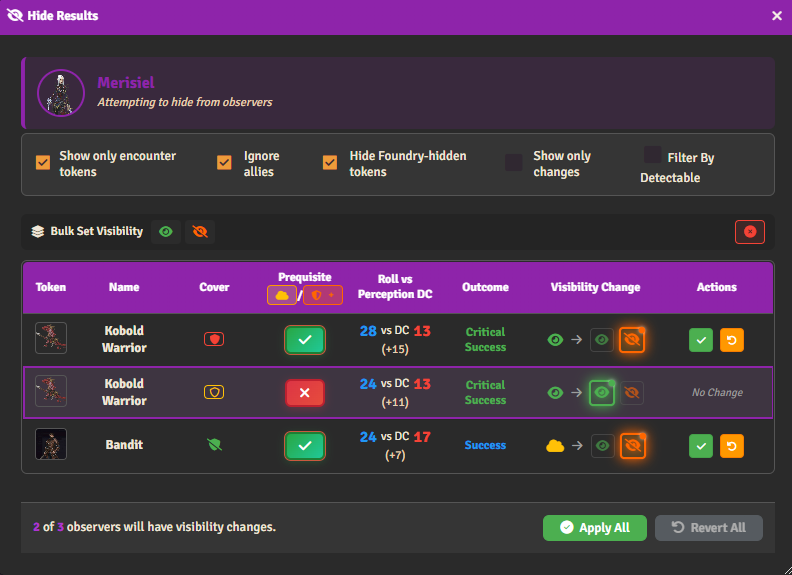 Hide Results
Merisiel
Attempting to hide from observers
Show only encounter
tokens
Ignore
allies
Hide Foundry-hidden
tokens
Show only
changes
Filter By
Detectable
Bulk Set Visibility
Token Name Cover Prequisite / Roll vs Perception DC Outcome Visibility Change Actions
Kobold Warrior 28 vs DC 13 (+15) Critical Success
Kobold Warrior 24 vs DC 13 (+11) Critical Success No Change
Bandit 24 vs DC 17 (+7) Success
2 of 3 observers will have visibility changes.
Apply All
Revert All